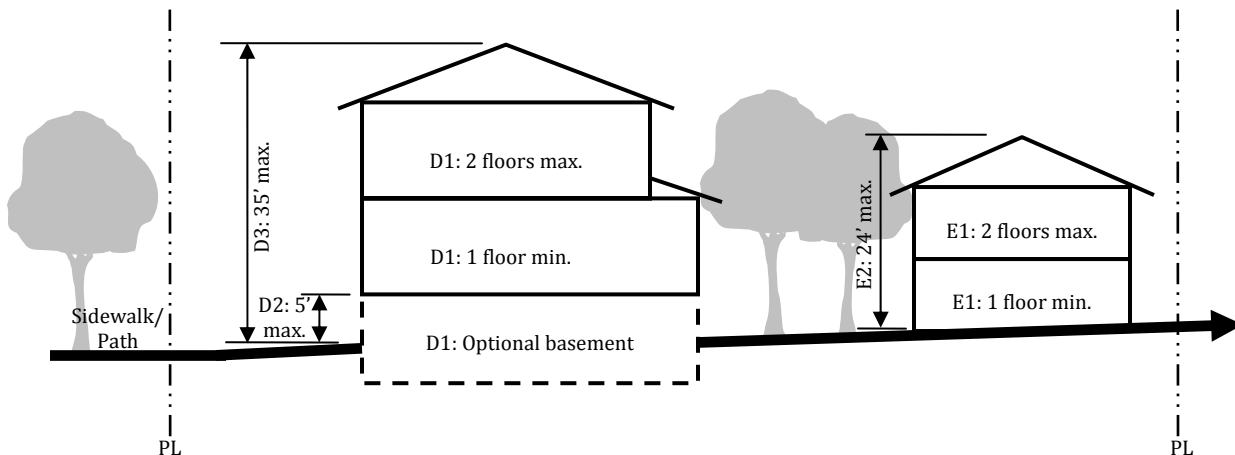 D1: 2 floors max.
D3: 35’ max.
E2: 24’ max.
E1: 2 floors max.
D1: 1 floor min.
E1: 1 floor min.
D2: 5’
max.
Sidewalk/
Path
D1: Optional basement
PL
PL